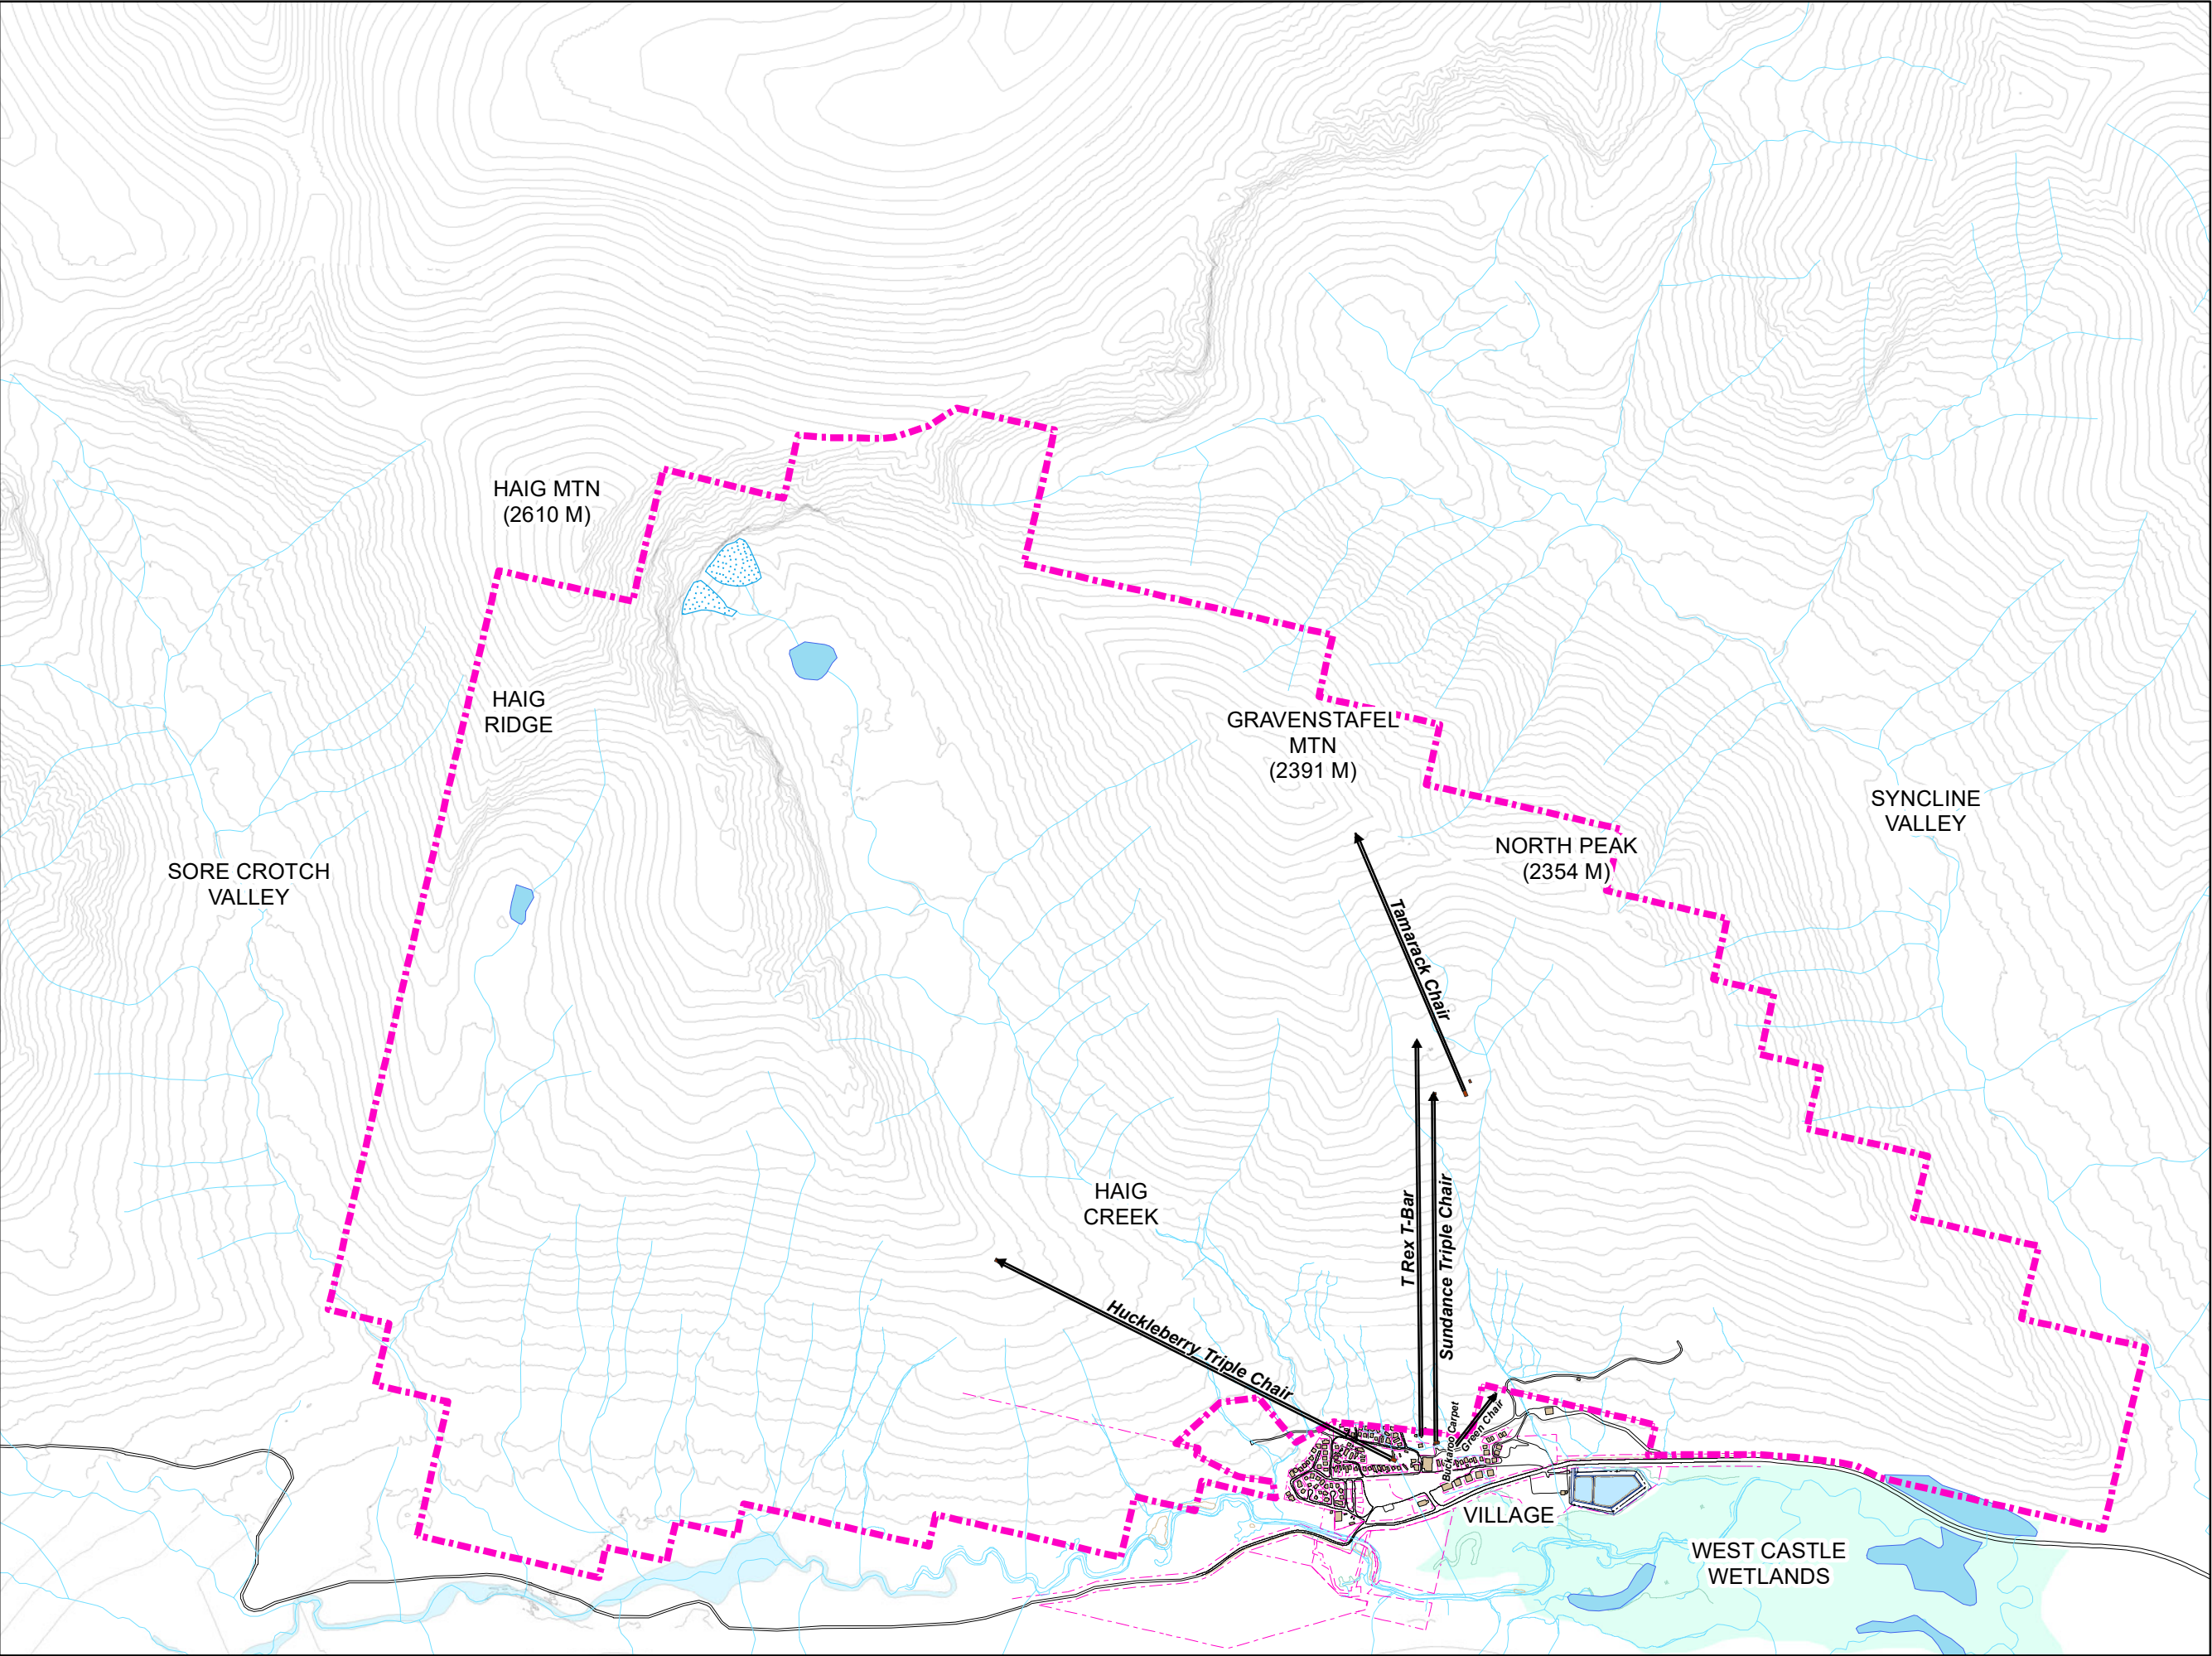 HAIG MTN
(2610 M)
HAIG
RIDGE
GRAVENSTAFEL
MTN
(2391 M)
SYNCLINE
VALLEY
NORTH PEAK
(2354 M)
SORE CROTCH
VALLEY
Tamarack Chair
HAIG
CREEK
T Rex T-Bar
Sundance Triple Chair
Huckleberry Triple Chair
Buckaroo Carpet
Green Chair
VILLAGE
WEST CASTLE
WETLANDS